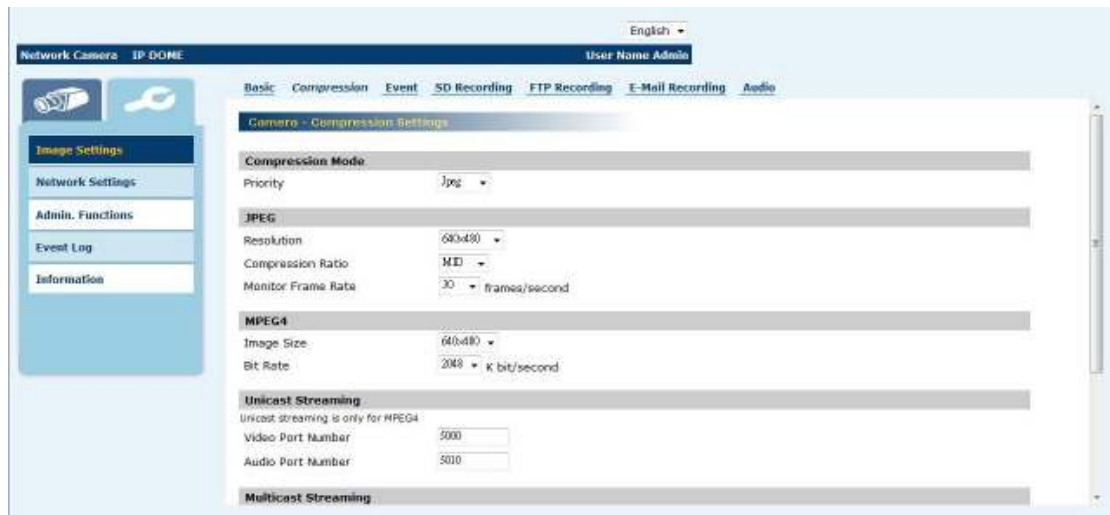 English
Network Camera IP DOME User Name Admin
Basic Compression Event SD Recording FTP Recording E-Mail Recording Audio
Camera - Compression Settings
Image Settings
Network Settings
Admin. Functions
Event Log
Information
Compression Mode
Priority Jpeg
JPEG
Resolution 640x480
Compression Ratio MID
Monitor Frame Rate 30 frames/second
MPEG4
Image Size 640x480
Bit Rate 2048 K bit/second
Unicast Streaming
Unicast streaming is only for MPEG4
Video Port Number 5000
Audio Port Number 5010
Multicast Streaming